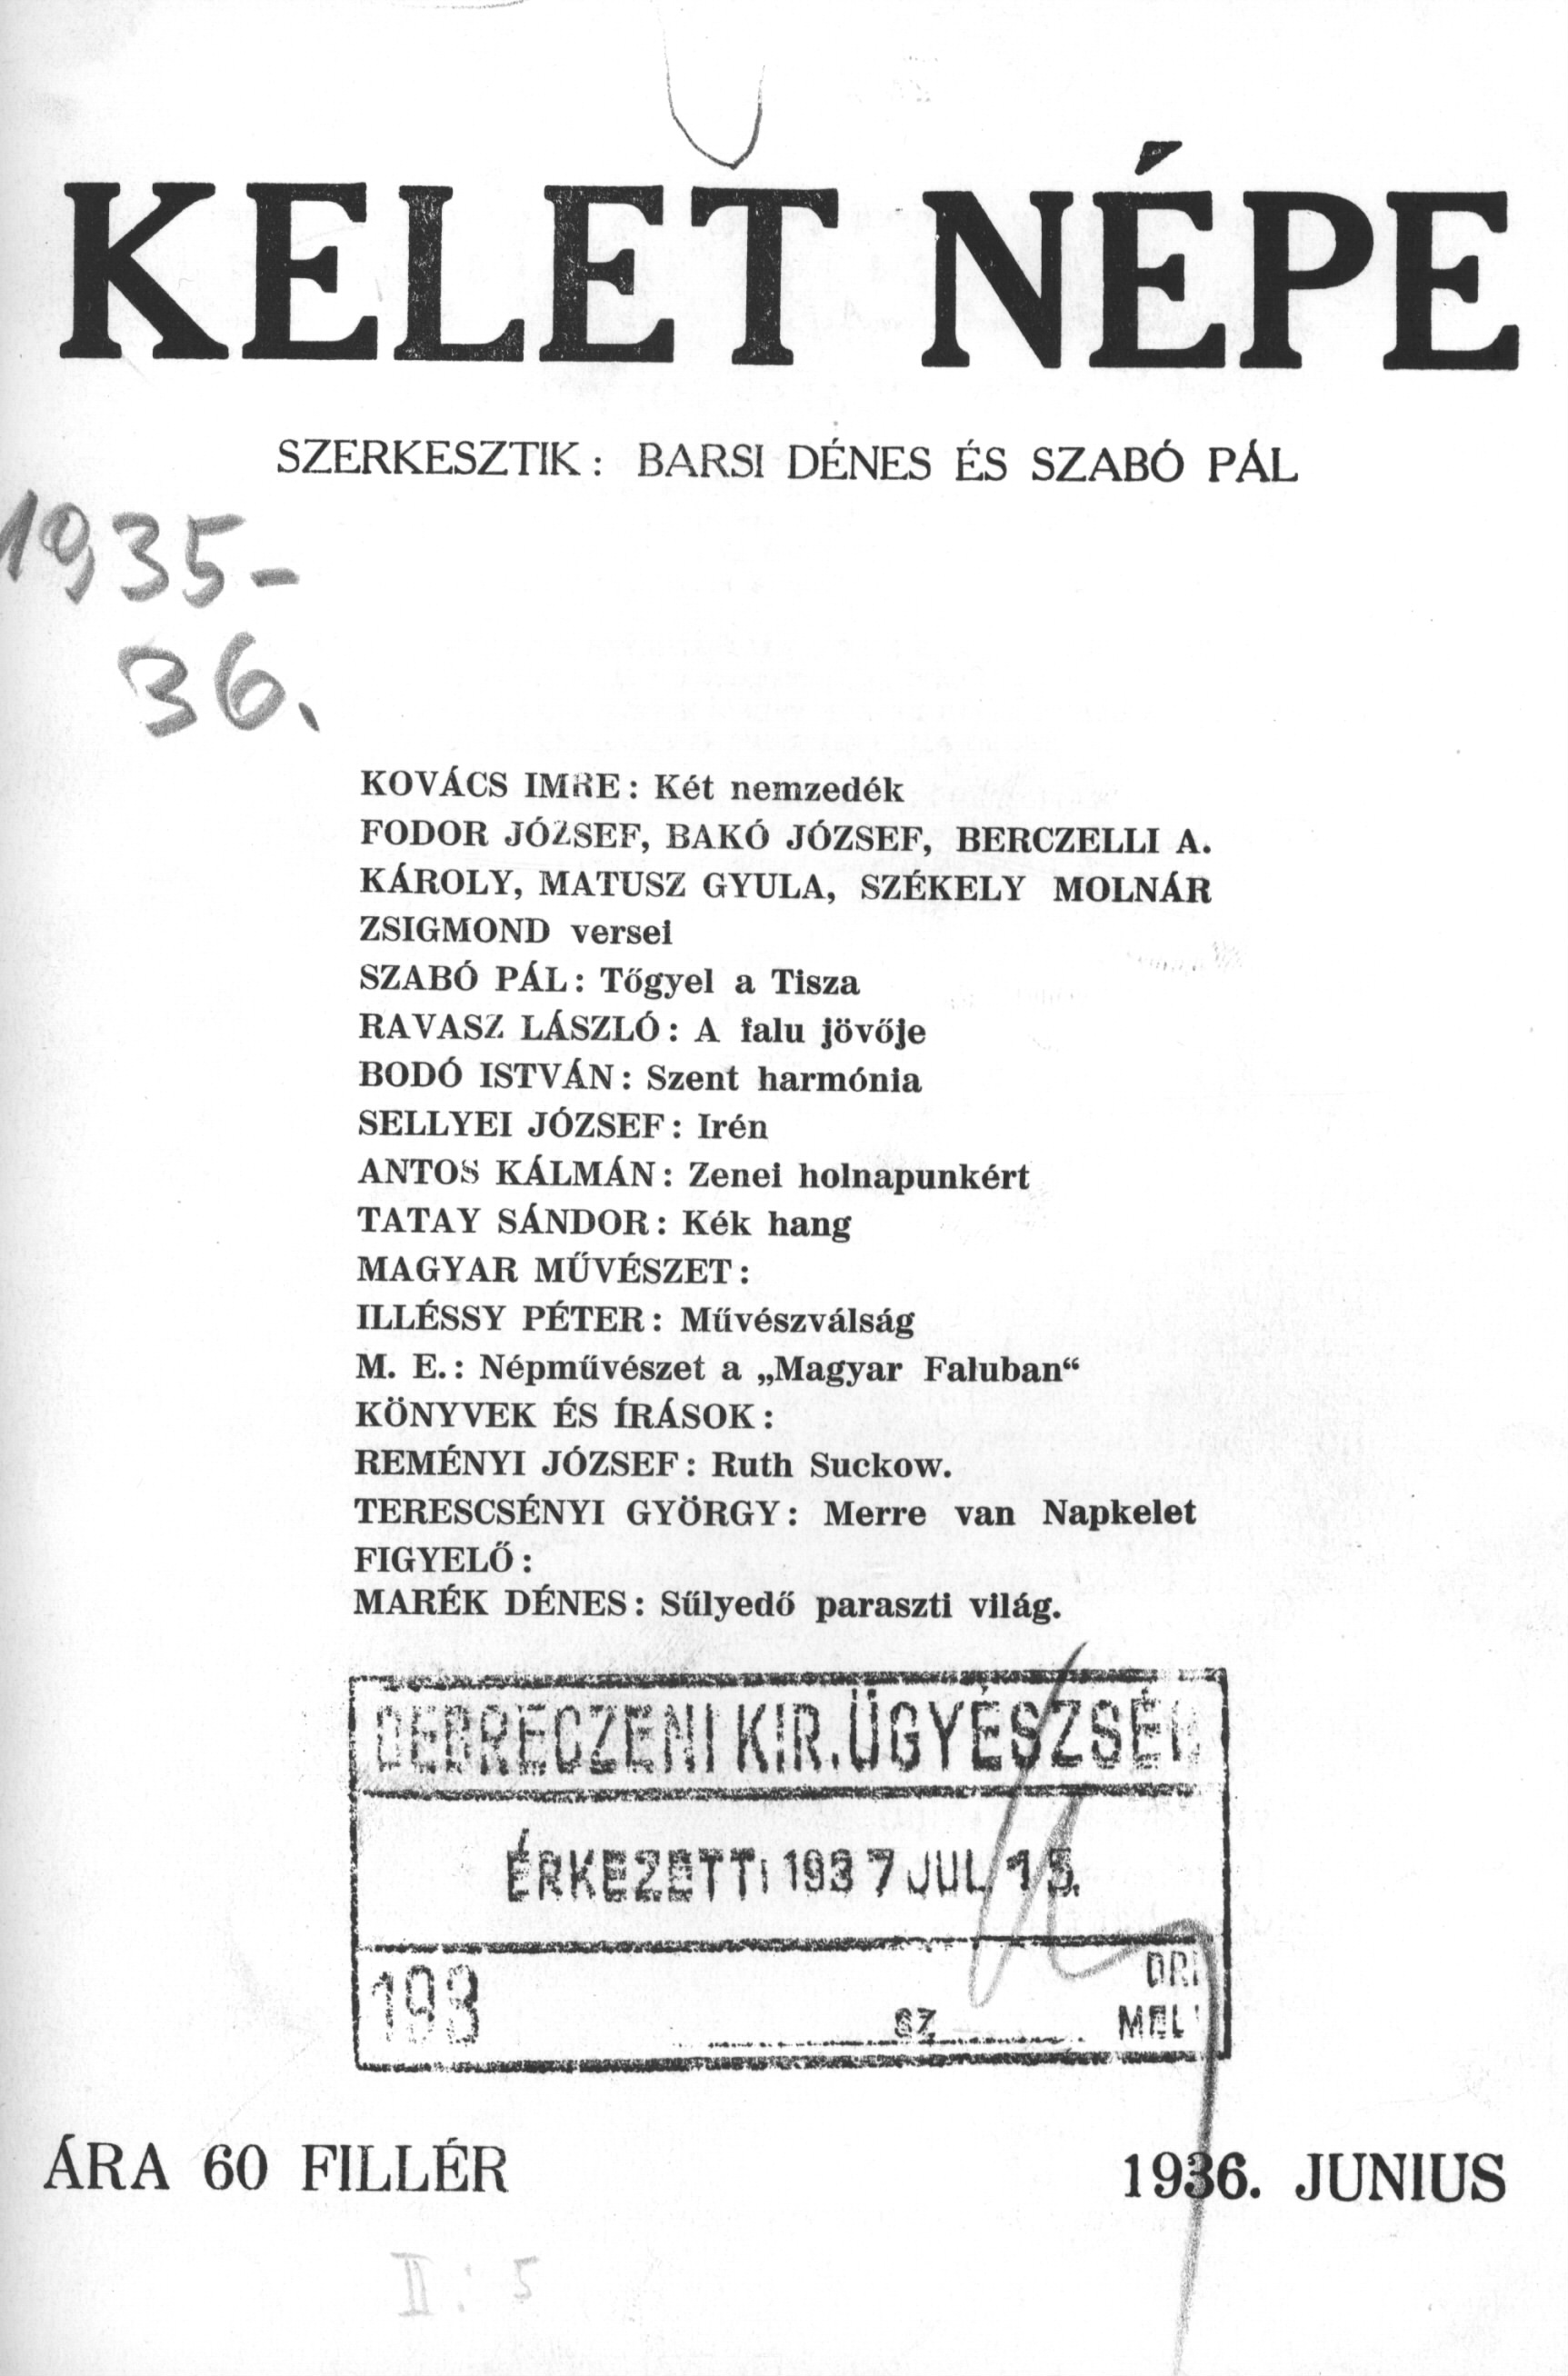 KELET NÉPE
SZERKESZTIK: BARSI DÉNES ÉS SZABÓ PÁL
1935-
36.
KOVÁCS IMRE: Két nemzedék
FODOR JÓZSEF, BAKÓ JÓZSEF, BERCZELLI A.
KÁROLY, MATUSZ GYULA, SZÉKELY MOLNÁR
ZSIGMOND versei
SZABÓ PÁL: Tőgyel a Tisza
RAVASZ LÁSZLÓ: A falu jövője
BODÓ ISTVÁN: Szent harmónia
SELLYEI JÓZSEF: Irén
ANTOS KÁLMÁN: Zenei holnapunkért
TATAY SÁNDOR: Kék hang
MAGYAR MŰVÉSZET:
ILLÉSSY PÉTER: Művészválság
M. E.: Népművészet a „Magyar Faluban“
KÖNYVEK ÉS ÍRÁSOK:
REMÉNYI JÓZSEF: Ruth Suckow.
TERESCSÉNYI GYÖRGY: Merre van Napkelet
FIGYELŐ:
MARÉK DÉNES: Sűlyedő paraszti világ.
DEBRECZENI KIR. ÜGYÉSZSÉG
ÉRKEZETT: 1937 JUL 15.
193 sz
ÁRA 60 FILLÉR 1936. JUNIUS
II: 5